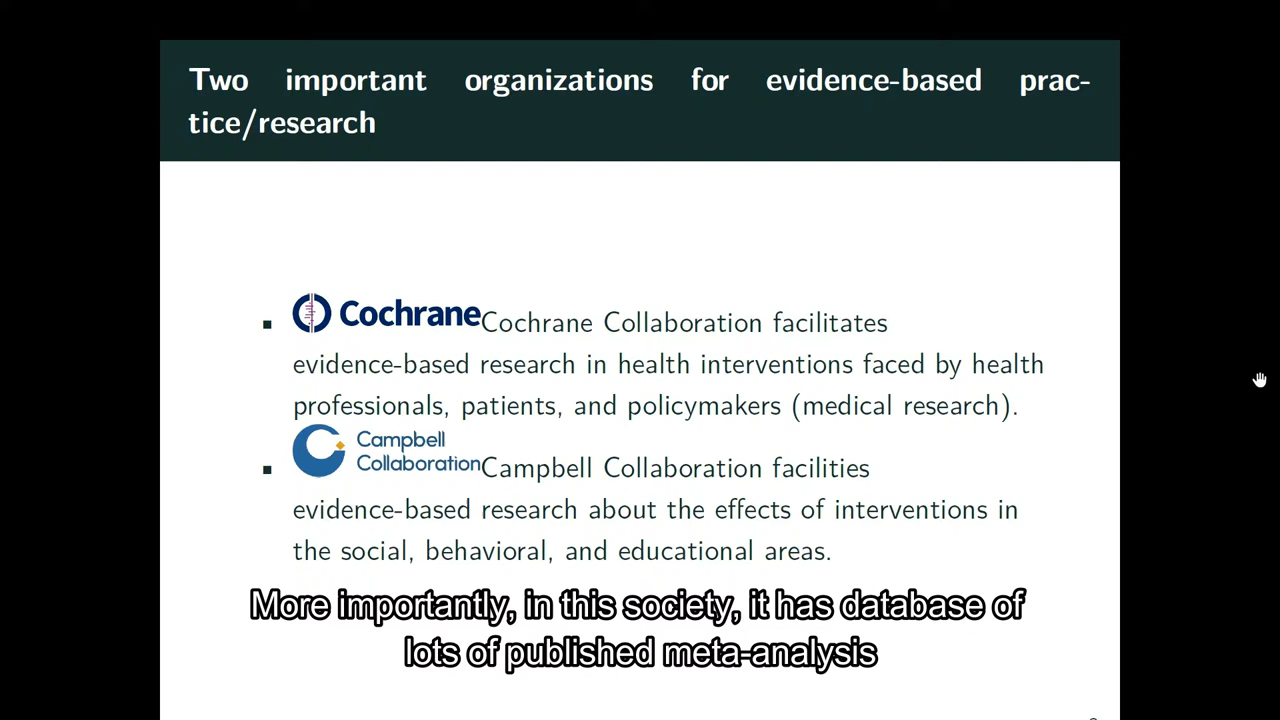 Two important organizations for evidence-based prac-
tice/research
Cochrane Cochrane Collaboration facilitates
evidence-based research in health interventions faced by health
professionals, patients, and policymakers (medical research).
Campbell
Collaboration Campbell Collaboration facilities
evidence-based research about the effects of interventions in
the social, behavioral, and educational areas.
More importantly, in this society, it has database of
lots of published meta-analysis